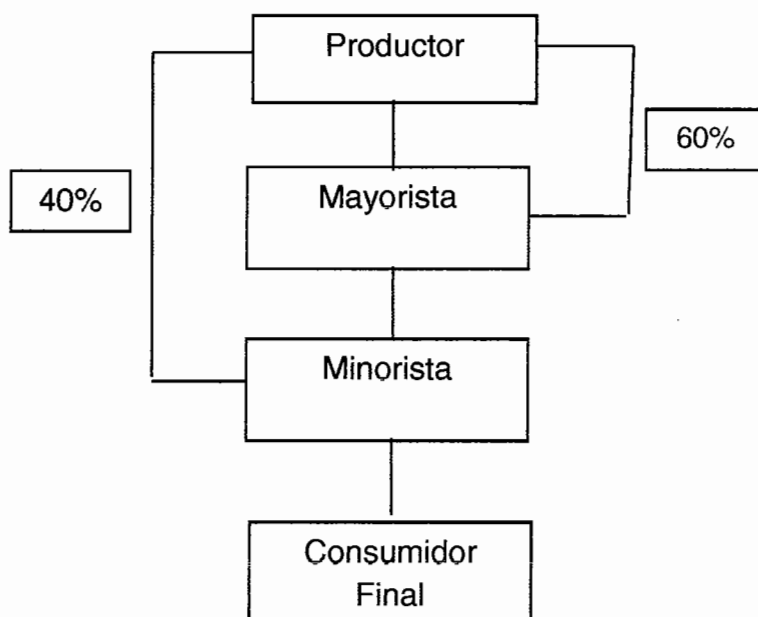 Productor
60%
Mayorista
40%
Minorista
Consumidor
Final